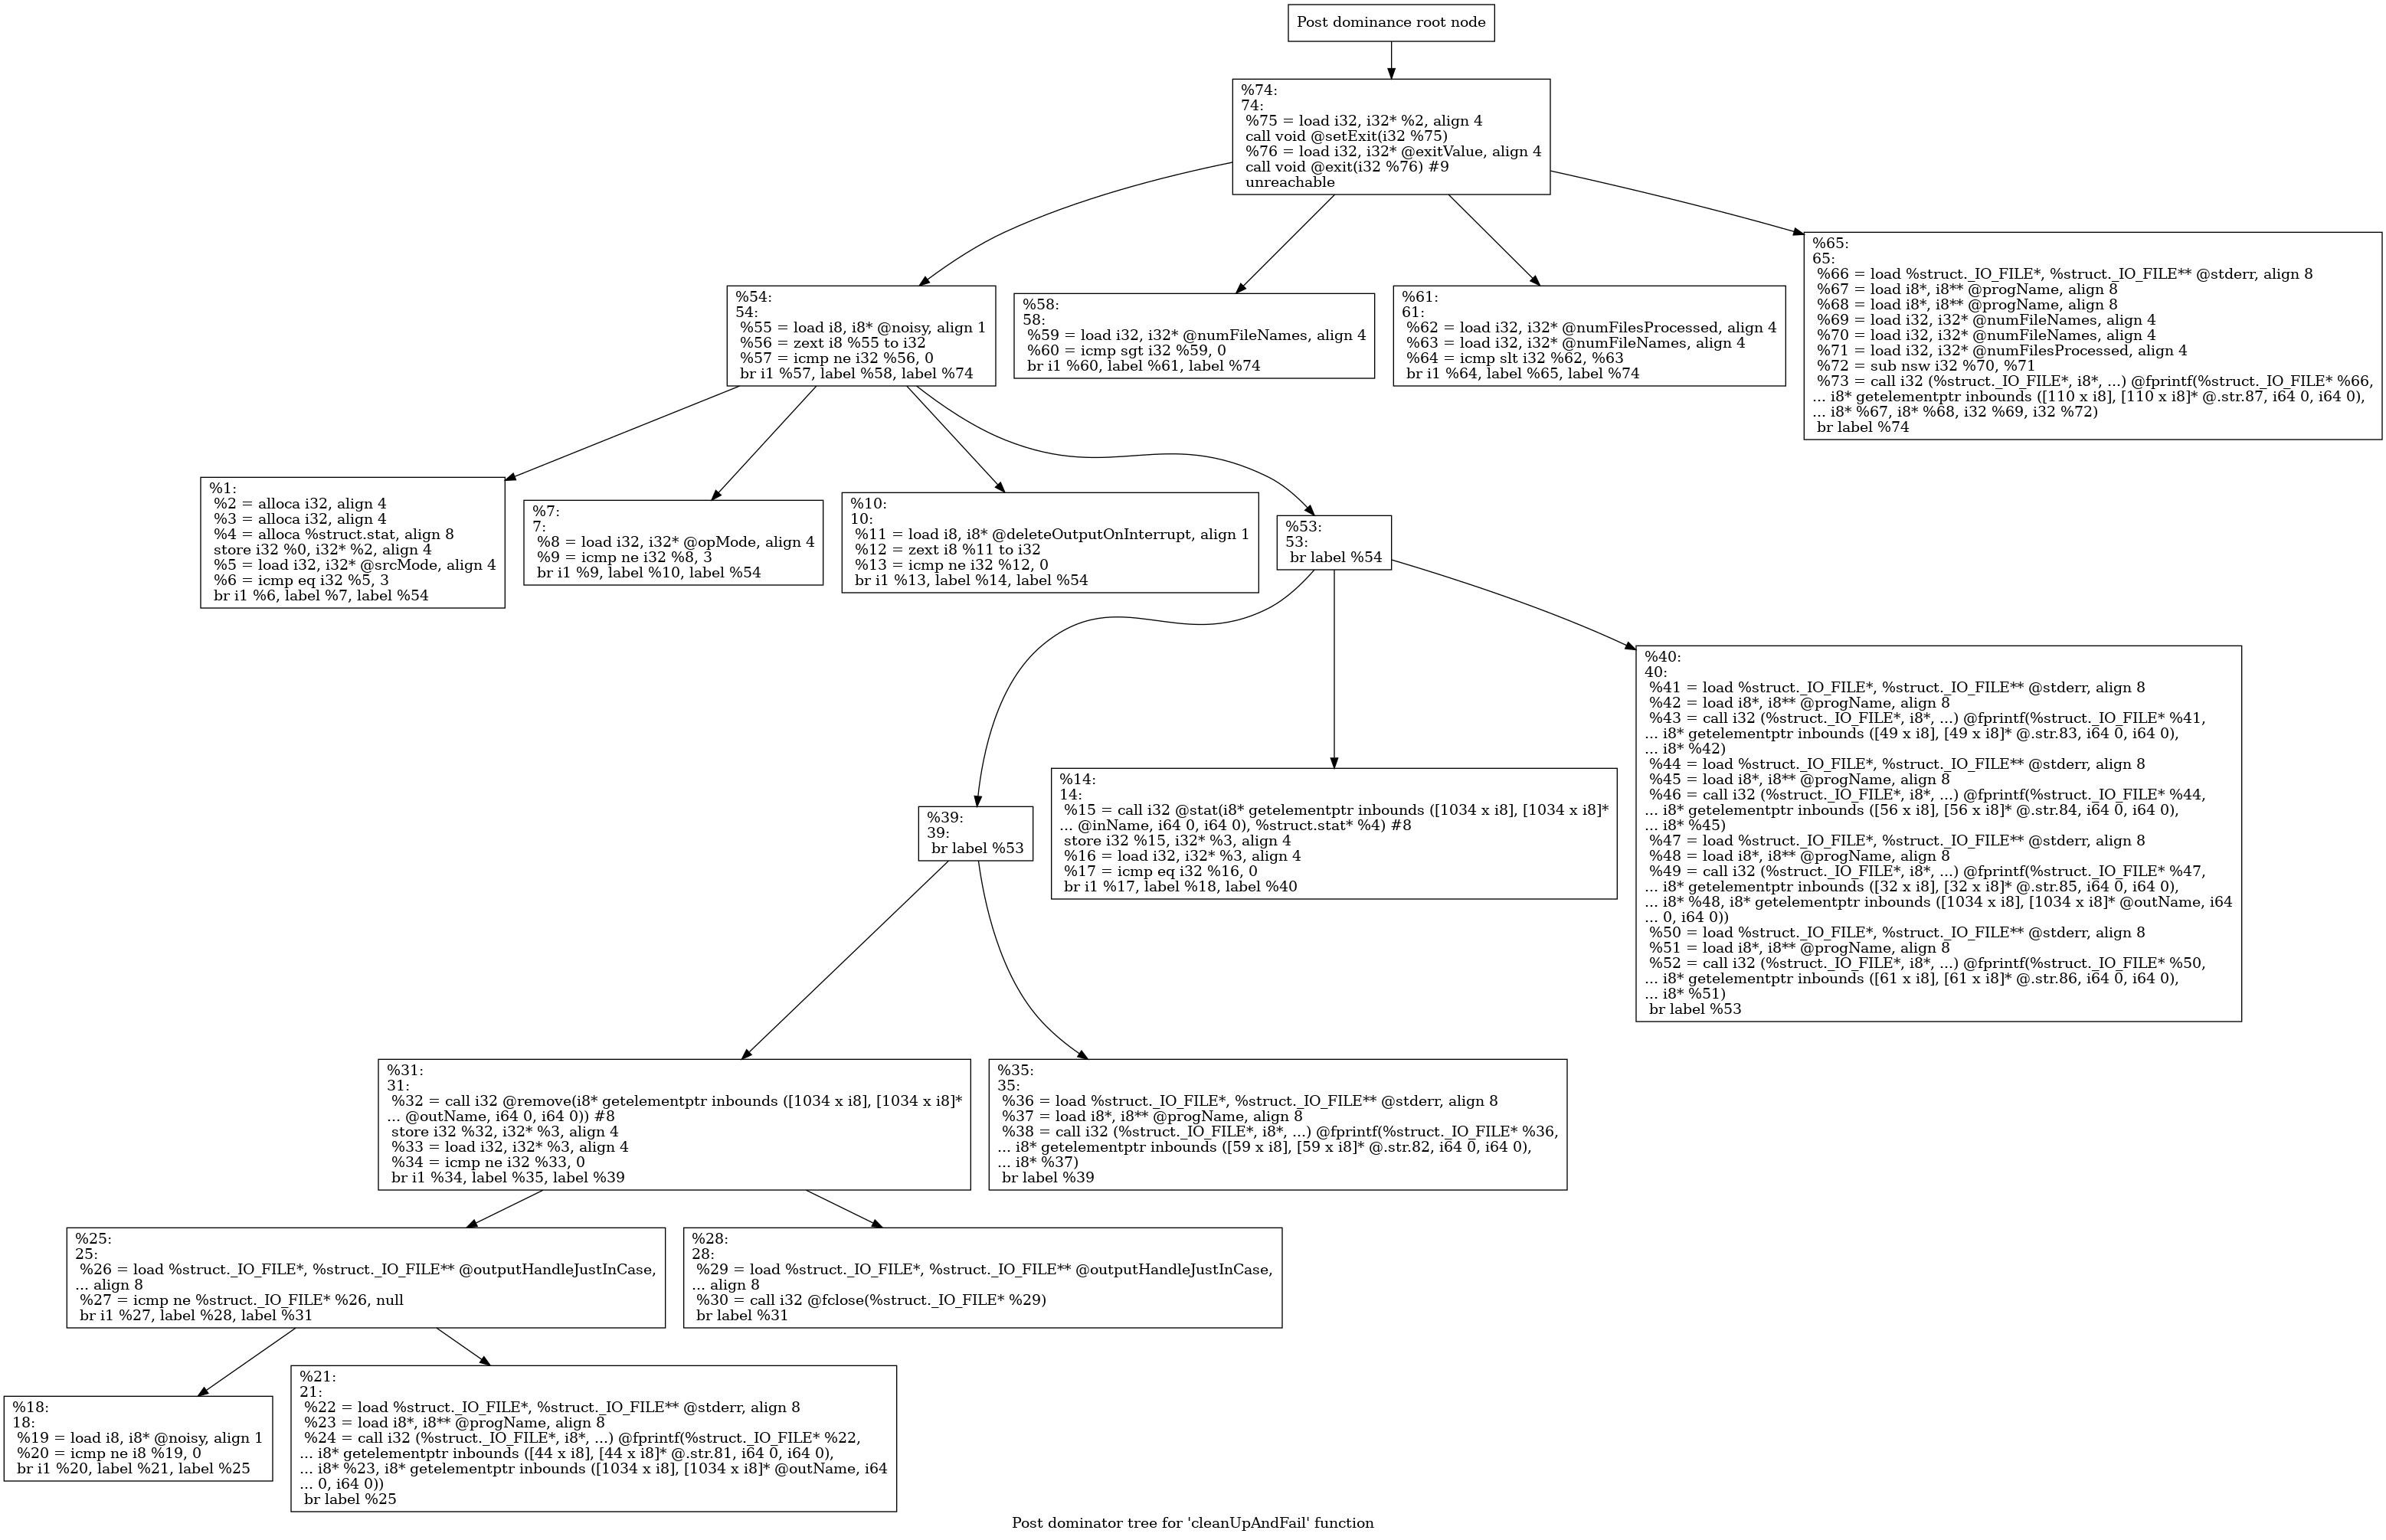 Post dominance root node
%74:
74:
%75 = load i32, i32* %2, align 4
call void @setExit(i32 %75)
%76 = load i32, i32* @exitValue, align 4
call void @exit(i32 %76) #9
unreachable
%54:
54:
%55 = load i8, i8* @noisy, align 1
%56 = zext i8 %55 to i32
%57 = icmp ne i32 %56, 0
br i1 %57, label %58, label %74
%58:
58:
%59 = load i32, i32* @numFileNames, align 4
%60 = icmp sgt i32 %59, 0
br i1 %60, label %61, label %74
%61:
61:
%62 = load i32, i32* @numFilesProcessed, align 4
%63 = load i32, i32* @numFileNames, align 4
%64 = icmp slt i32 %62, %63
br i1 %64, label %65, label %74
%65:
65:
%66 = load %struct._IO_FILE*, %struct._IO_FILE** @stderr, align 8
%67 = load i8*, i8** @progName, align 8
%68 = load i8*, i8** @progName, align 8
%69 = load i32, i32* @numFileNames, align 4
%70 = load i32, i32* @numFileNames, align 4
%71 = load i32, i32* @numFilesProcessed, align 4
%72 = sub nsw i32 %70, %71
%73 = call i32 (%struct._IO_FILE*, i8*, ...) @fprintf(%struct._IO_FILE* %66,
... i8* getelementptr inbounds ([110 x i8], [110 x i8]* @.str.87, i64 0, i64 0),
... i8* %67, i8* %68, i32 %69, i32 %72)
br label %74
%1:
%2 = alloca i32, align 4
%3 = alloca i32, align 4
%4 = alloca %struct.stat, align 8
store i32 %0, i32* %2, align 4
%5 = load i32, i32* @srcMode, align 4
%6 = icmp eq i32 %5, 3
br i1 %6, label %7, label %54
%7:
7:
%8 = load i32, i32* @opMode, align 4
%9 = icmp ne i32 %8, 3
br i1 %9, label %10, label %54
%10:
10:
%11 = load i8, i8* @deleteOutputOnInterrupt, align 1
%12 = zext i8 %11 to i32
%13 = icmp ne i32 %12, 0
br i1 %13, label %14, label %54
%53:
53:
br label %54
%39:
39:
br label %53
%14:
14:
%15 = call i32 @stat(i8* getelementptr inbounds ([1034 x i8], [1034 x i8]*
... @inName, i64 0, i64 0), %struct.stat* %4) #8
store i32 %15, i32* %3, align 4
%16 = load i32, i32* %3, align 4
%17 = icmp eq i32 %16, 0
br i1 %17, label %18, label %40
%40:
40:
%41 = load %struct._IO_FILE*, %struct._IO_FILE** @stderr, align 8
%42 = load i8*, i8** @progName, align 8
%43 = call i32 (%struct._IO_FILE*, i8*, ...) @fprintf(%struct._IO_FILE* %41,
... i8* getelementptr inbounds ([49 x i8], [49 x i8]* @.str.83, i64 0, i64 0),
... i8* %42)
%44 = load %struct._IO_FILE*, %struct._IO_FILE** @stderr, align 8
%45 = load i8*, i8** @progName, align 8
%46 = call i32 (%struct._IO_FILE*, i8*, ...) @fprintf(%struct._IO_FILE* %44,
... i8* getelementptr inbounds ([56 x i8], [56 x i8]* @.str.84, i64 0, i64 0),
... i8* %45)
%47 = load %struct._IO_FILE*, %struct._IO_FILE** @stderr, align 8
%48 = load i8*, i8** @progName, align 8
%49 = call i32 (%struct._IO_FILE*, i8*, ...) @fprintf(%struct._IO_FILE* %47,
... i8* getelementptr inbounds ([32 x i8], [32 x i8]* @.str.85, i64 0, i64 0),
... i8* %48, i8* getelementptr inbounds ([1034 x i8], [1034 x i8]* @outName, i64
... 0, i64 0))
%50 = load %struct._IO_FILE*, %struct._IO_FILE** @stderr, align 8
%51 = load i8*, i8** @progName, align 8
%52 = call i32 (%struct._IO_FILE*, i8*, ...) @fprintf(%struct._IO_FILE* %50,
... i8* getelementptr inbounds ([61 x i8], [61 x i8]* @.str.86, i64 0, i64 0),
... i8* %51)
br label %53
%31:
31:
%32 = call i32 @remove(i8* getelementptr inbounds ([1034 x i8], [1034 x i8]*
... @outName, i64 0, i64 0)) #8
store i32 %32, i32* %3, align 4
%33 = load i32, i32* %3, align 4
%34 = icmp ne i32 %33, 0
br i1 %34, label %35, label %39
%35:
35:
%36 = load %struct._IO_FILE*, %struct._IO_FILE** @stderr, align 8
%37 = load i8*, i8** @progName, align 8
%38 = call i32 (%struct._IO_FILE*, i8*, ...) @fprintf(%struct._IO_FILE* %36,
... i8* getelementptr inbounds ([59 x i8], [59 x i8]* @.str.82, i64 0, i64 0),
... i8* %37)
br label %39
%25:
25:
%26 = load %struct._IO_FILE*, %struct._IO_FILE** @outputHandleJustInCase,
... align 8
%27 = icmp ne %struct._IO_FILE* %26, null
br i1 %27, label %28, label %31
%28:
28:
%29 = load %struct._IO_FILE*, %struct._IO_FILE** @outputHandleJustInCase,
... align 8
%30 = call i32 @fclose(%struct._IO_FILE* %29)
br label %31
%18:
18:
%19 = load i8, i8* @noisy, align 1
%20 = icmp ne i8 %19, 0
br i1 %20, label %21, label %25
%21:
21:
%22 = load %struct._IO_FILE*, %struct._IO_FILE** @stderr, align 8
%23 = load i8*, i8** @progName, align 8
%24 = call i32 (%struct._IO_FILE*, i8*, ...) @fprintf(%struct._IO_FILE* %22,
... i8* getelementptr inbounds ([44 x i8], [44 x i8]* @.str.81, i64 0, i64 0),
... i8* %23, i8* getelementptr inbounds ([1034 x i8], [1034 x i8]* @outName, i64
... 0, i64 0))
br label %25
Post dominator tree for 'cleanUpAndFail' function